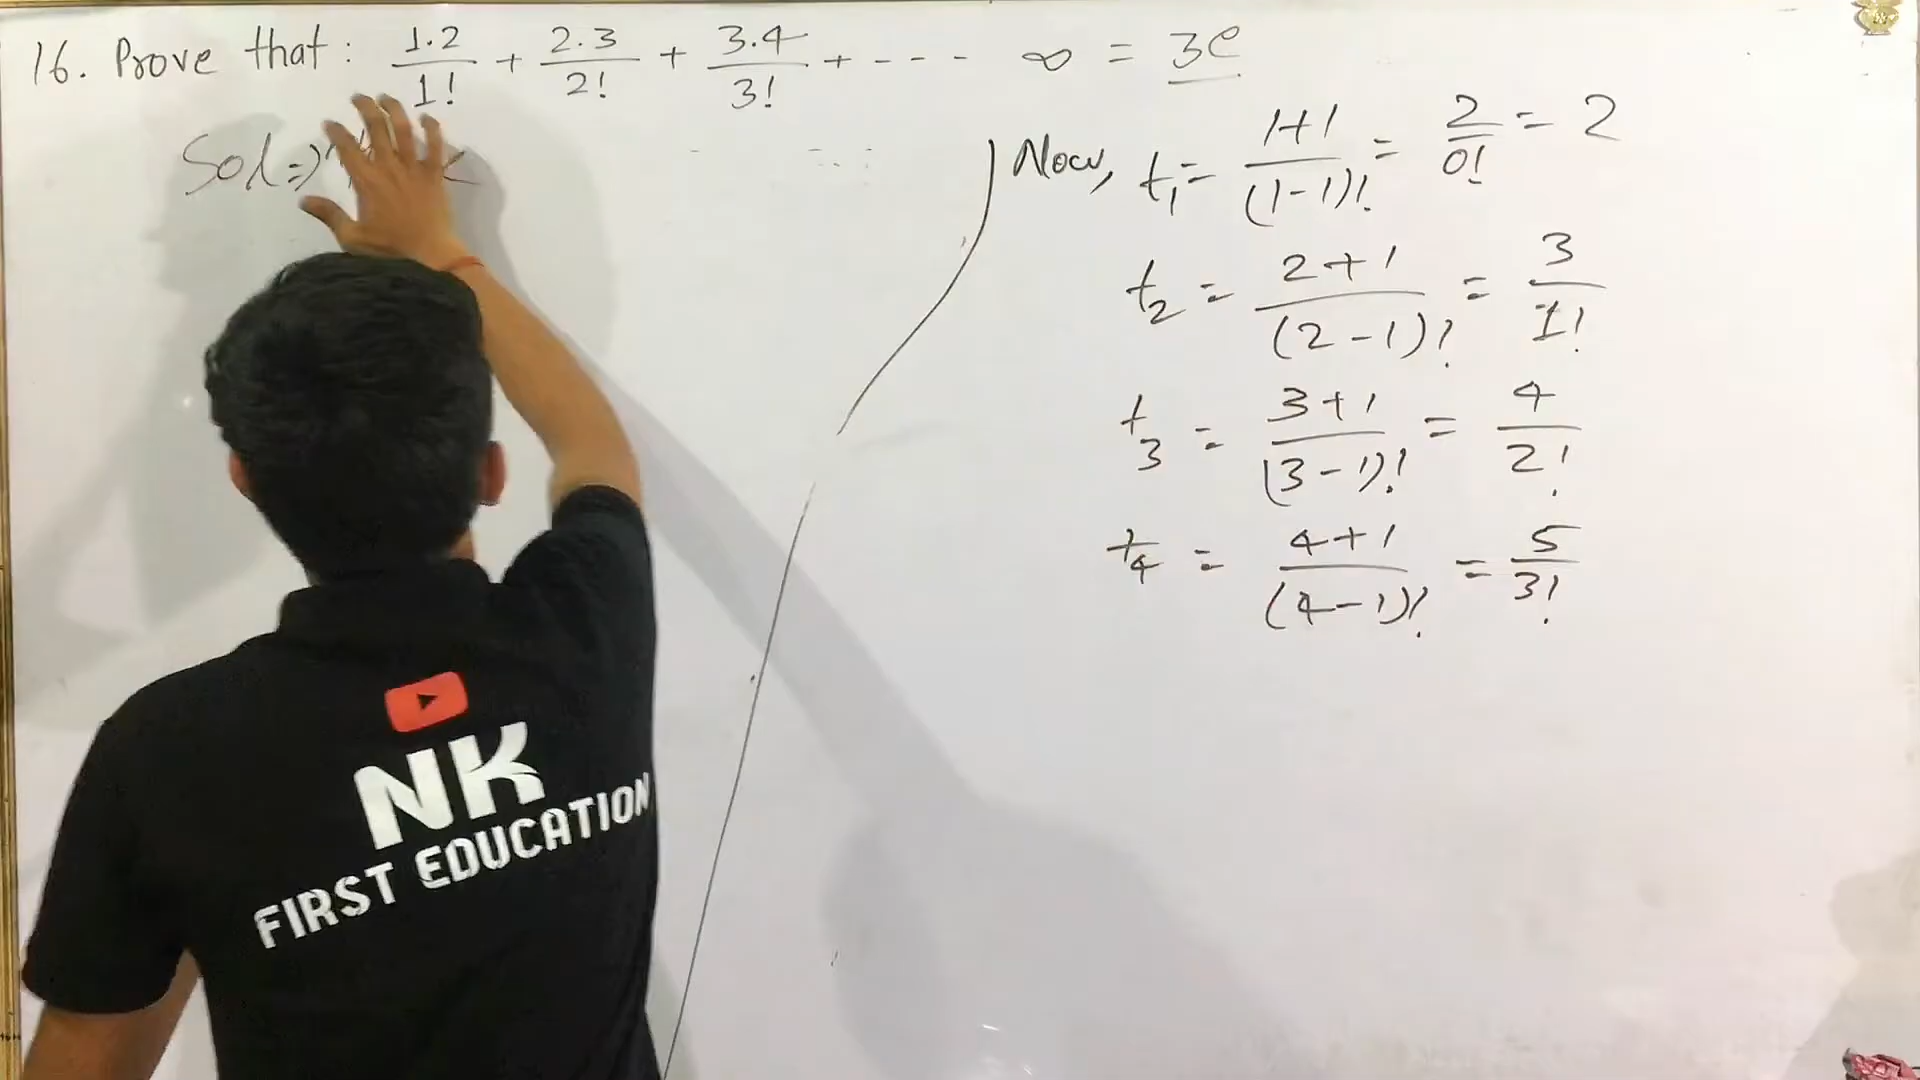 16. Prove that : 1.2/1! + 2.3/2! + 3.4/3! + - - - - ∞ = 3e
Sol =>
Now, t₁ = 1+1/(1-1)! = 2/0! = 2
t₂ = 2+1/(2-1)! = 3/1!
t₃ = 3+1/(3-1)! = 4/2!
t₄ = 4+1/(4-1)! = 5/3!
NK
FIRST EDUCATION